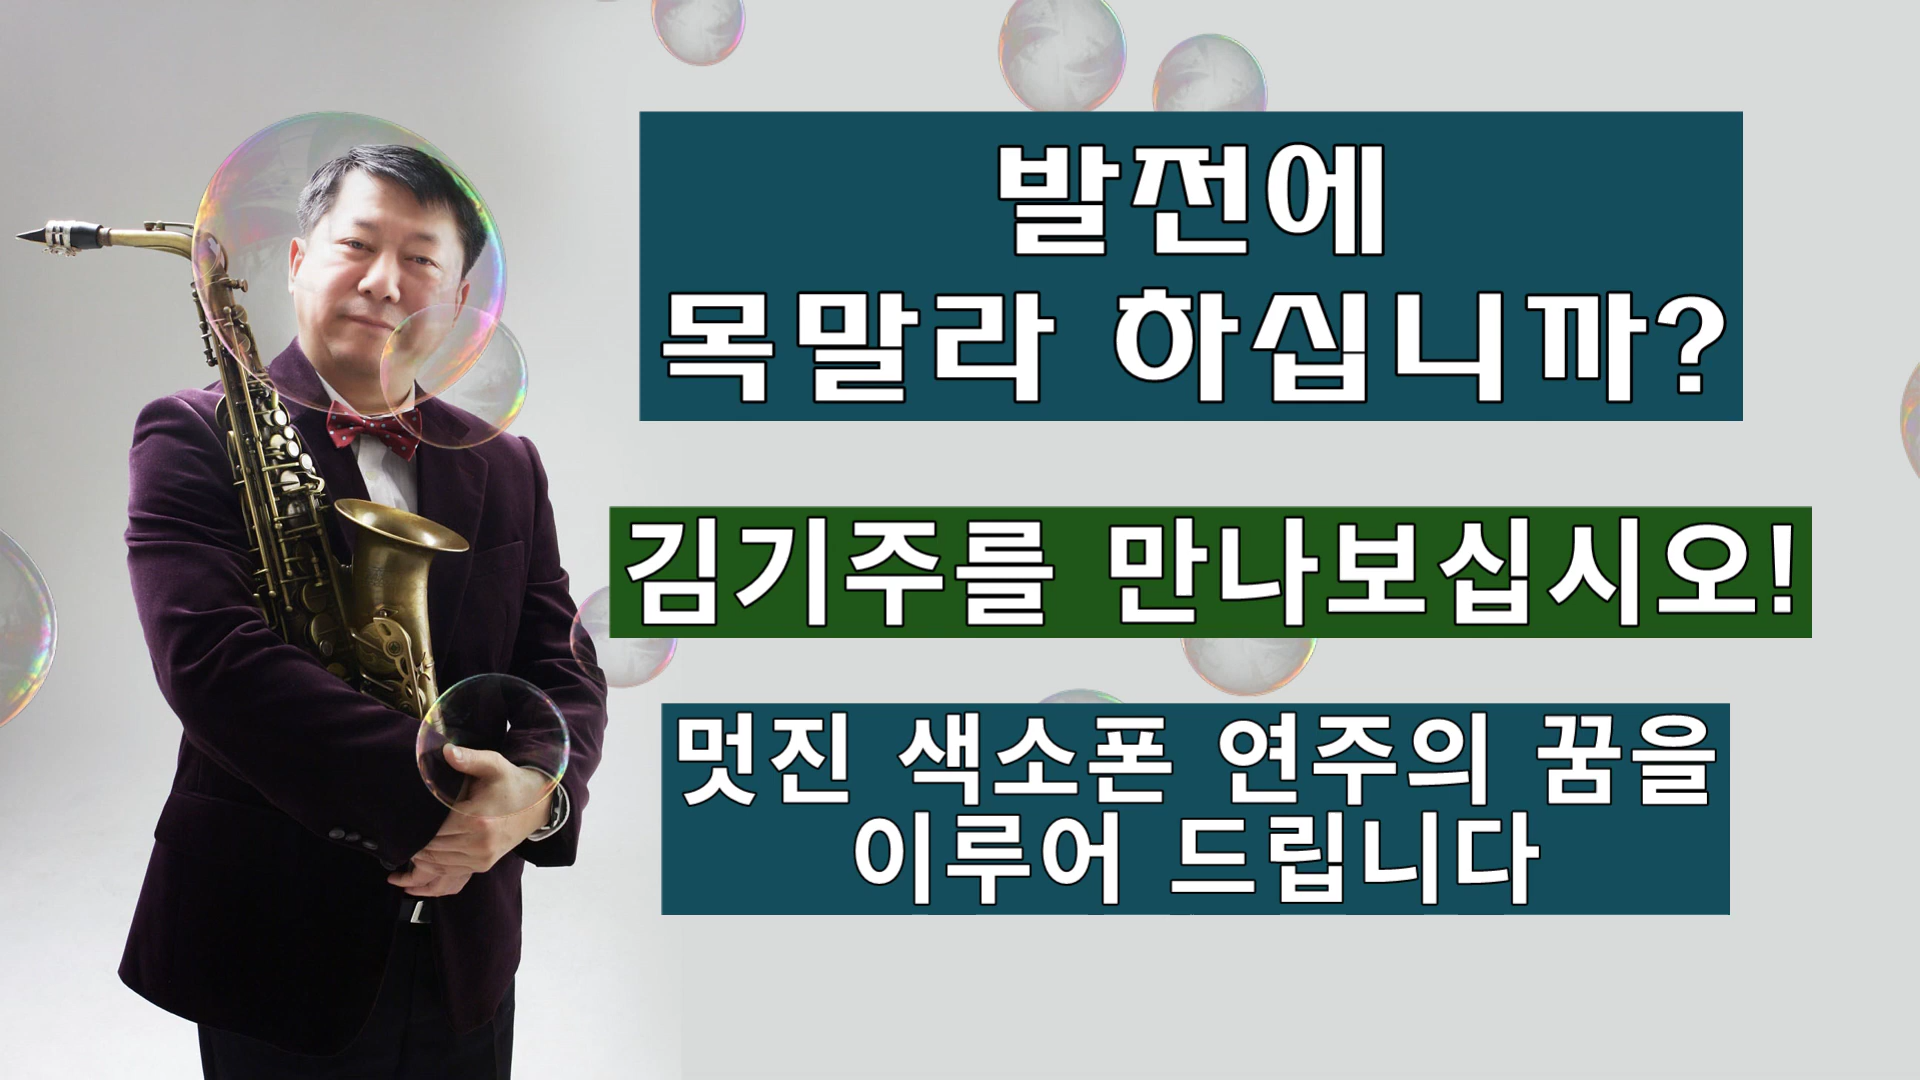 발전에
목말라 하십니까?
김기주를 만나보십시오!
멋진 색소폰 연주의 꿈을
이루어 드립니다